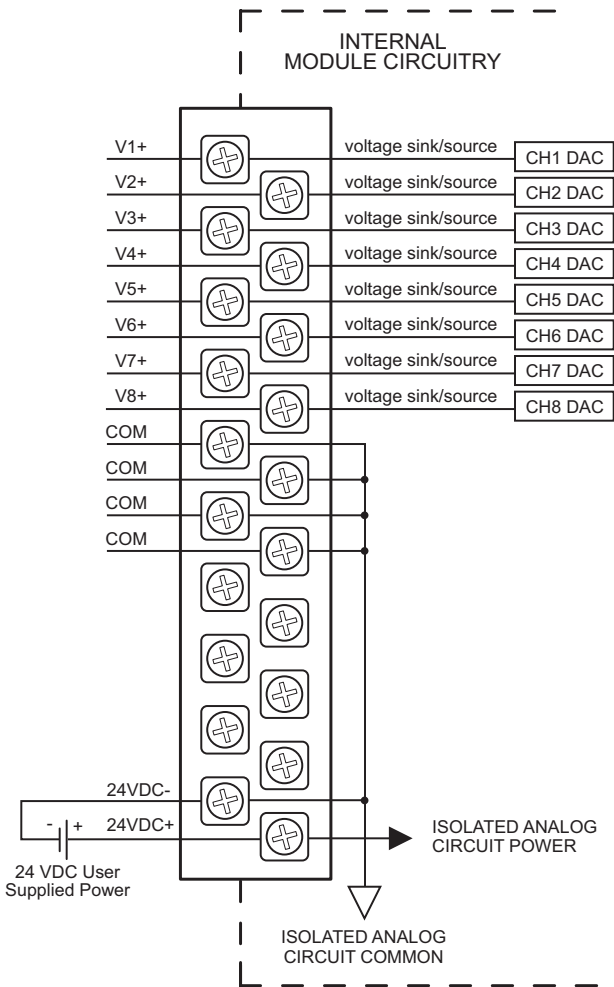 INTERNAL
MODULE CIRCUITRY
V1+ voltage sink/source CH1 DAC
V2+ voltage sink/source CH2 DAC
V3+ voltage sink/source CH3 DAC
V4+ voltage sink/source CH4 DAC
V5+ voltage sink/source CH5 DAC
V6+ voltage sink/source CH6 DAC
V7+ voltage sink/source CH7 DAC
V8+ voltage sink/source CH8 DAC
COM
COM
COM
COM
24VDC-
- + 24VDC+
ISOLATED ANALOG
CIRCUIT POWER
24 VDC User
Supplied Power
ISOLATED ANALOG
CIRCUIT COMMON